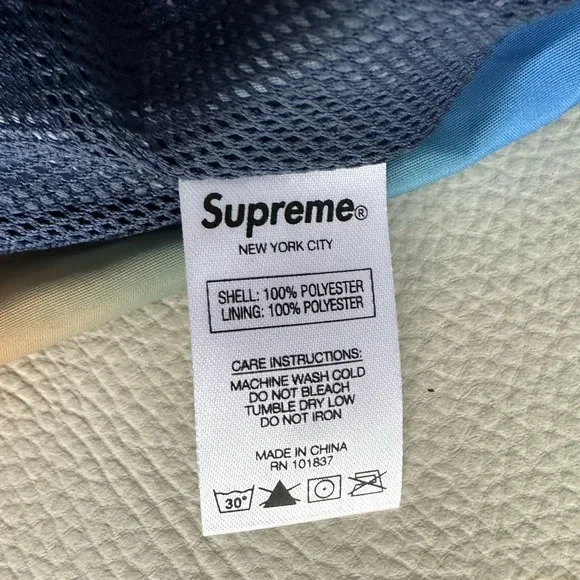 Supreme®
NEW YORK CITY
SHELL: 100% POLYESTER
LINING: 100% POLYESTER
CARE INSTRUCTIONS:
MACHINE WASH COLD
DO NOT BLEACH
TUMBLE DRY LOW
DO NOT IRON
MADE IN CHINA
RN 101837
30°